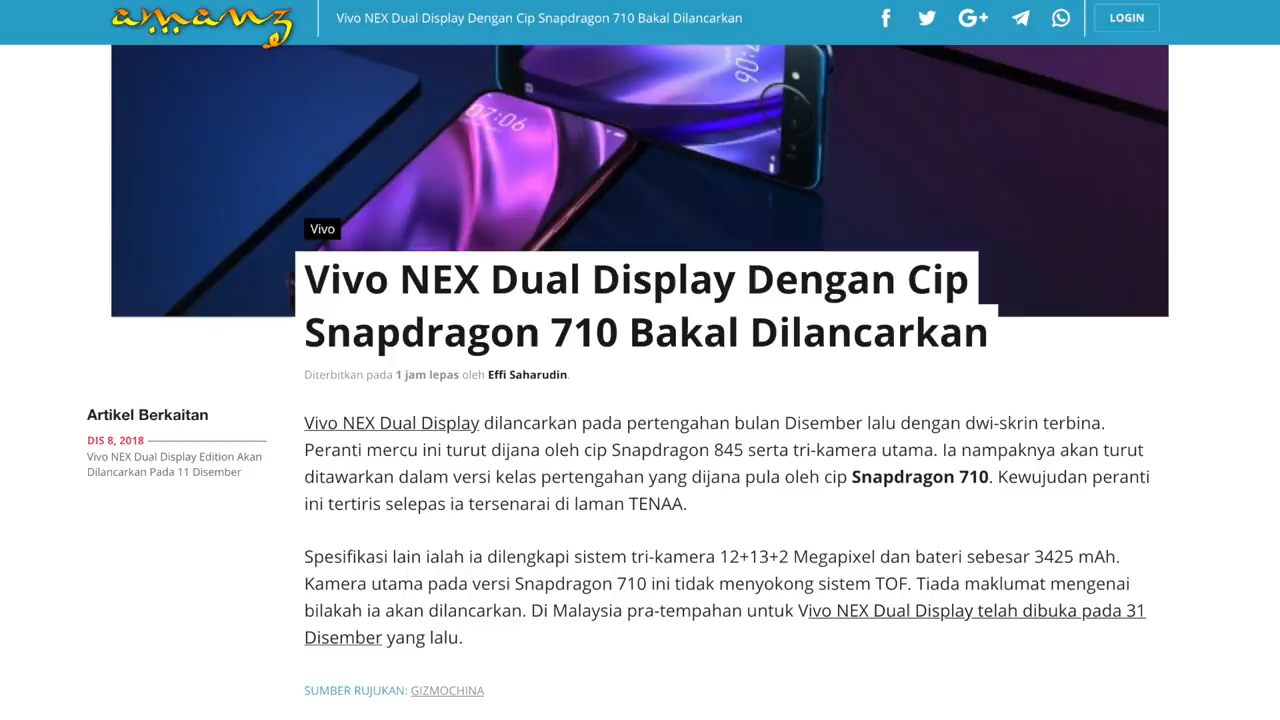 amanz
Vivo NEX Dual Display Dengan Cip Snapdragon 710 Bakal Dilancarkan
LOGIN
07:06
Vivo
Vivo NEX Dual Display Dengan Cip
Snapdragon 710 Bakal Dilancarkan
Diterbitkan pada 1 jam lepas oleh Effi Saharudin.
Artikel Berkaitan
DIS 8, 2018
Vivo NEX Dual Display Edition Akan
Dilancarkan Pada 11 Disember
Vivo NEX Dual Display dilancarkan pada pertengahan bulan Disember lalu dengan dwi-skrin terbina.
Peranti mercu ini turut dijana oleh cip Snapdragon 845 serta tri-kamera utama. Ia nampaknya akan turut
ditawarkan dalam versi kelas pertengahan yang dijana pula oleh cip Snapdragon 710. Kewujudan peranti
ini tertiris selepas ia tersenarai di laman TENAA.
Spesifikasi lain ialah ia dilengkapi sistem tri-kamera 12+13+2 Megapixel dan bateri sebesar 3425 mAh.
Kamera utama pada versi Snapdragon 710 ini tidak menyokong sistem TOF. Tiada maklumat mengenai
bilakah ia akan dilancarkan. Di Malaysia pra-tempahan untuk Vivo NEX Dual Display telah dibuka pada 31
Disember yang lalu.
SUMBER RUJUKAN: GIZMOCHINA